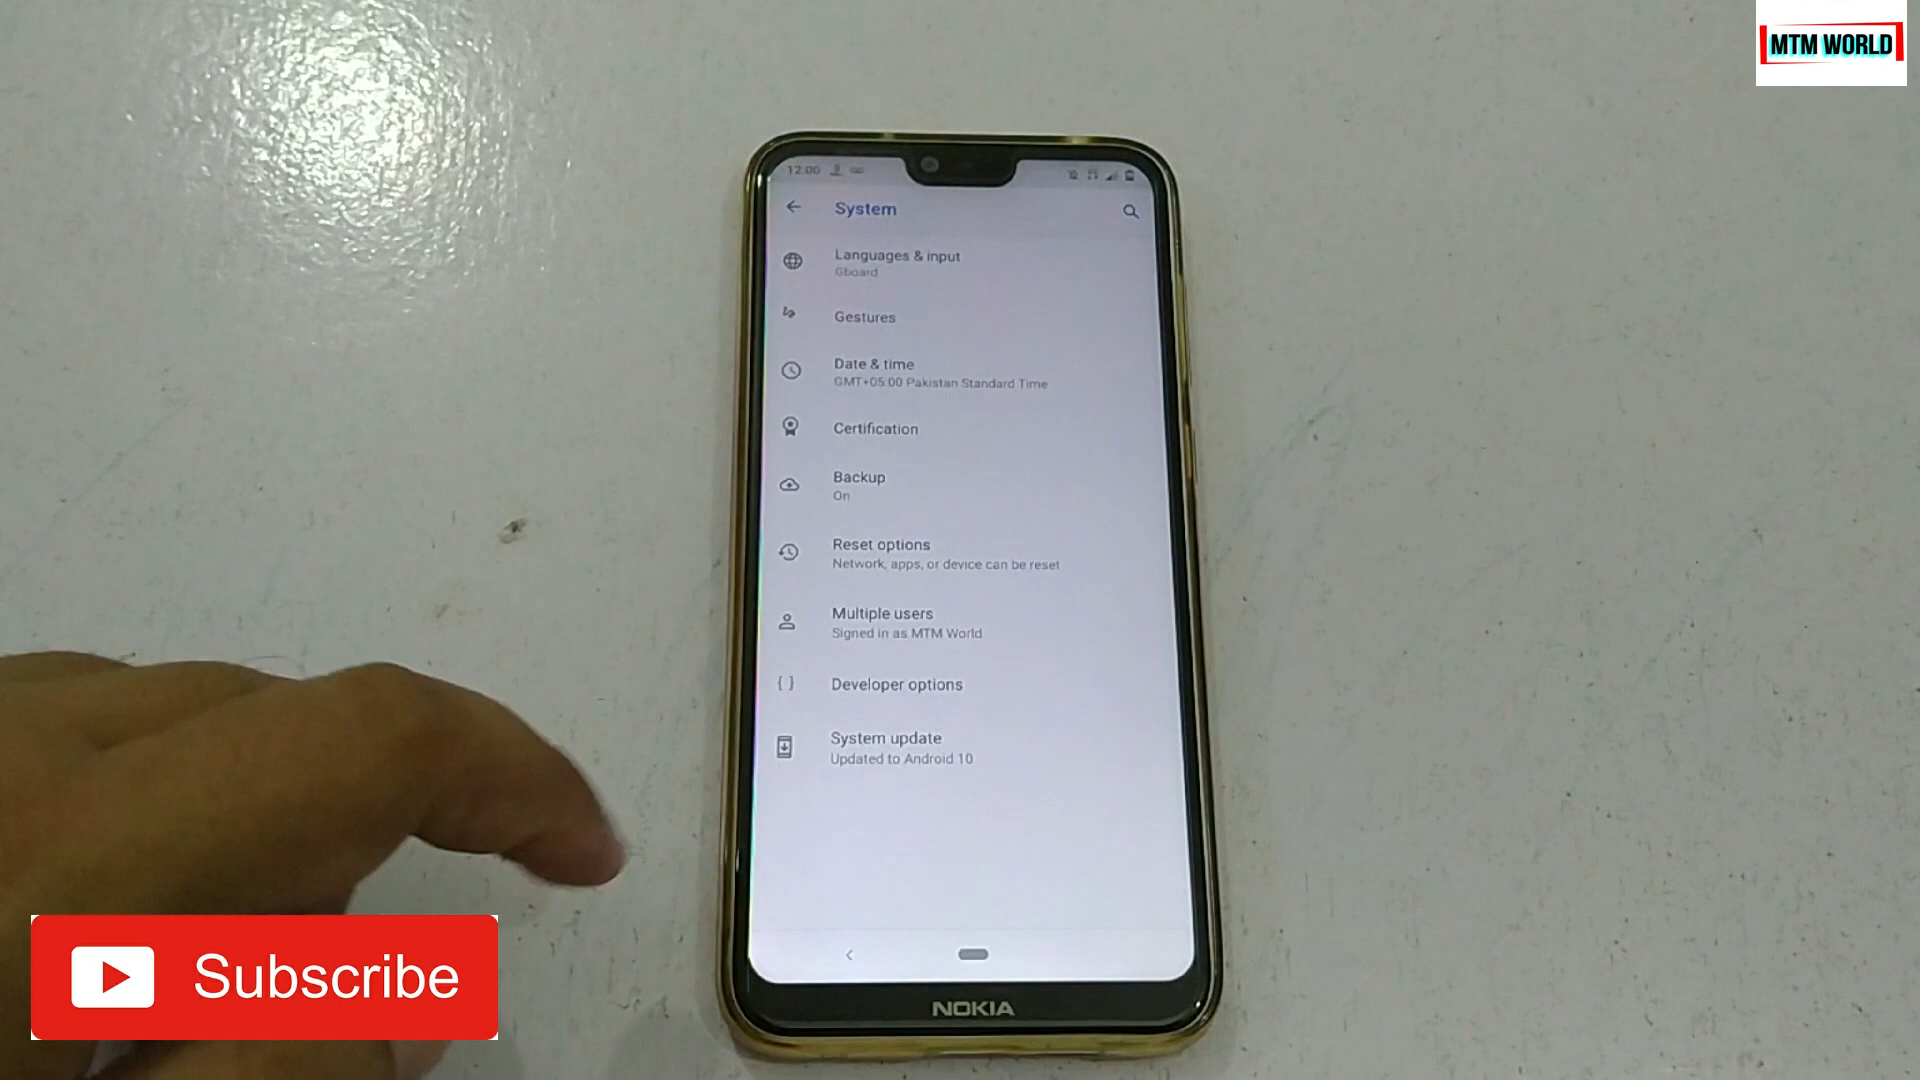 MTM WORLD
12:00
System
Languages & input
Gboard
Gestures
Date & time
GMT+05:00 Pakistan Standard Time
Certification
Backup
On
Reset options
Network, apps, or device can be reset
Multiple users
Signed in as MTM World
{ } Developer options
System update
Updated to Android 10
NOKIA
Subscribe